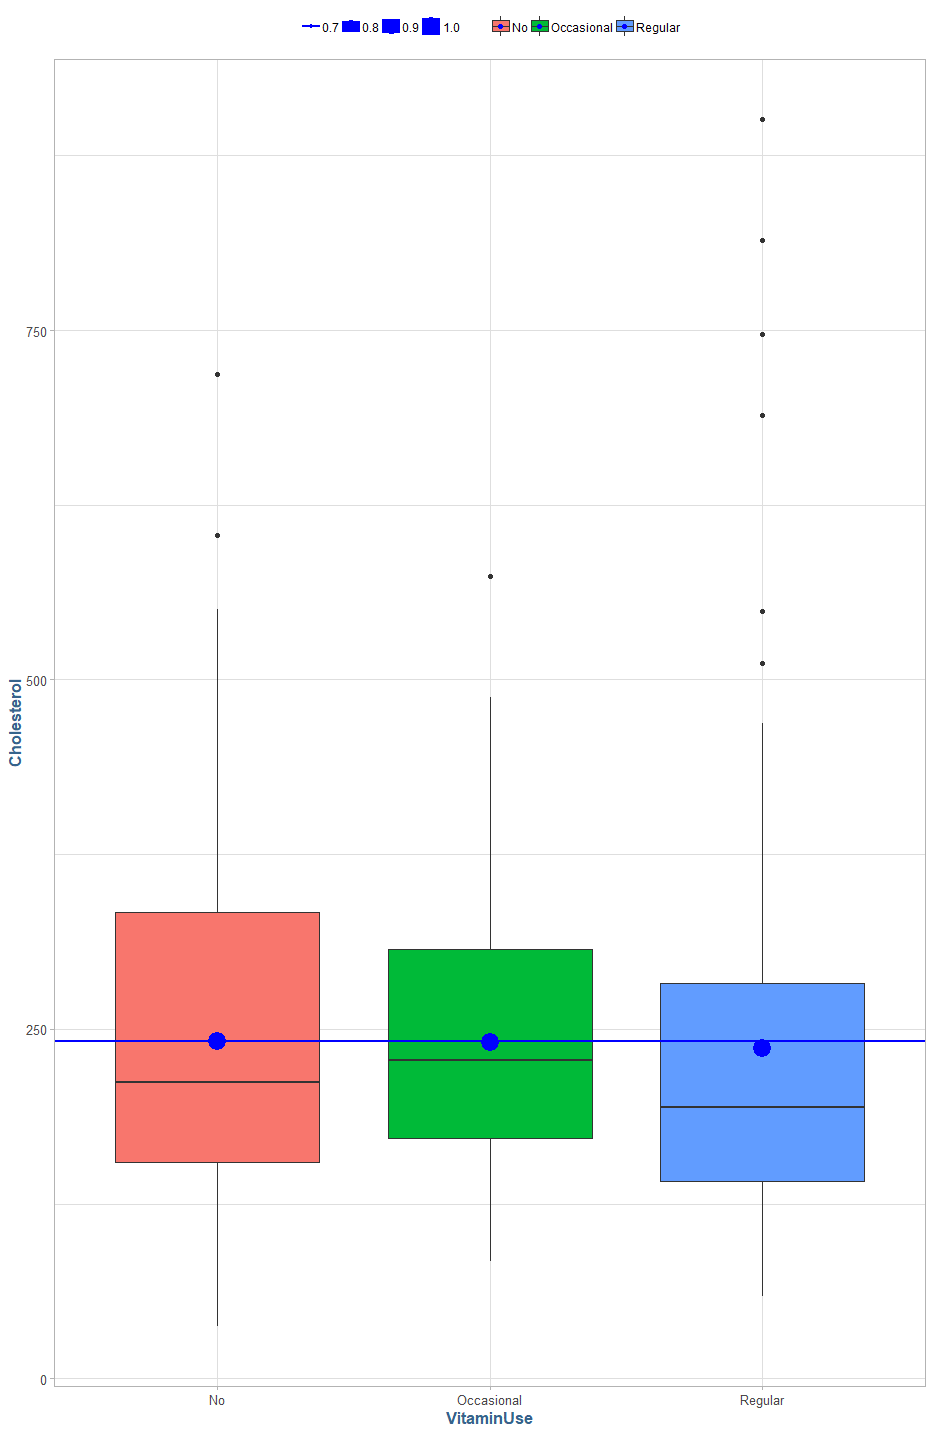 0.7 0.8 0.9 1.0 No Occasional Regular
750
500
250
0
Cholesterol
No Occasional Regular
VitaminUse